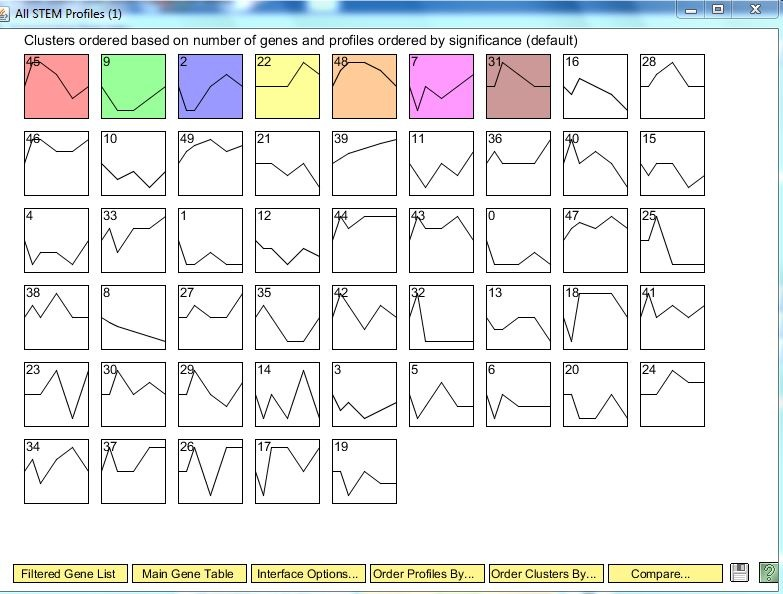 All STEM Profiles (1)
Clusters ordered based on number of genes and profiles ordered by significance (default)
45 9 2 22 48 7 31 16 28
46 10 49 21 39 11 36 40 15
4 33 1 12 44 43 0 47 25
38 8 27 35 42 32 13 18 41
23 30 29 14 3 5 6 20 24
34 37 26 17 19
Filtered Gene List Main Gene Table Interface Options... Order Profiles By... Order Clusters By... Compare... ?